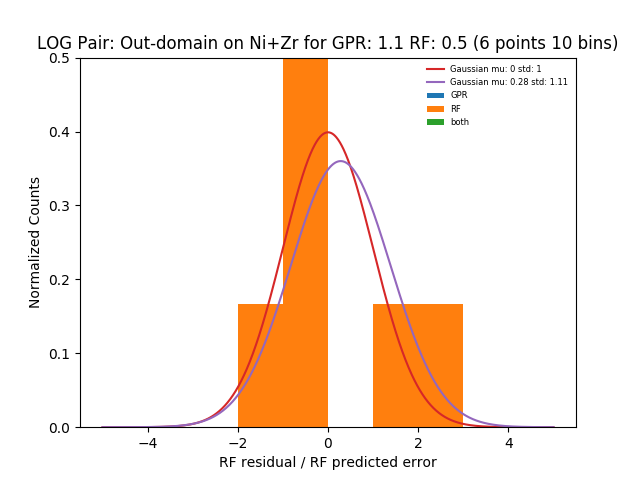 LOG Pair: Out-domain on Ni+Zr for GPR: 1.1 RF: 0.5 (6 points 10 bins)
0.5
0.4
0.3
0.2
0.1
0.0
Normalized Counts
Gaussian mu: 0 std: 1
Gaussian mu: 0.28 std: 1.11
GPR
RF
both
−4
−2
0
2
4
RF residual / RF predicted error